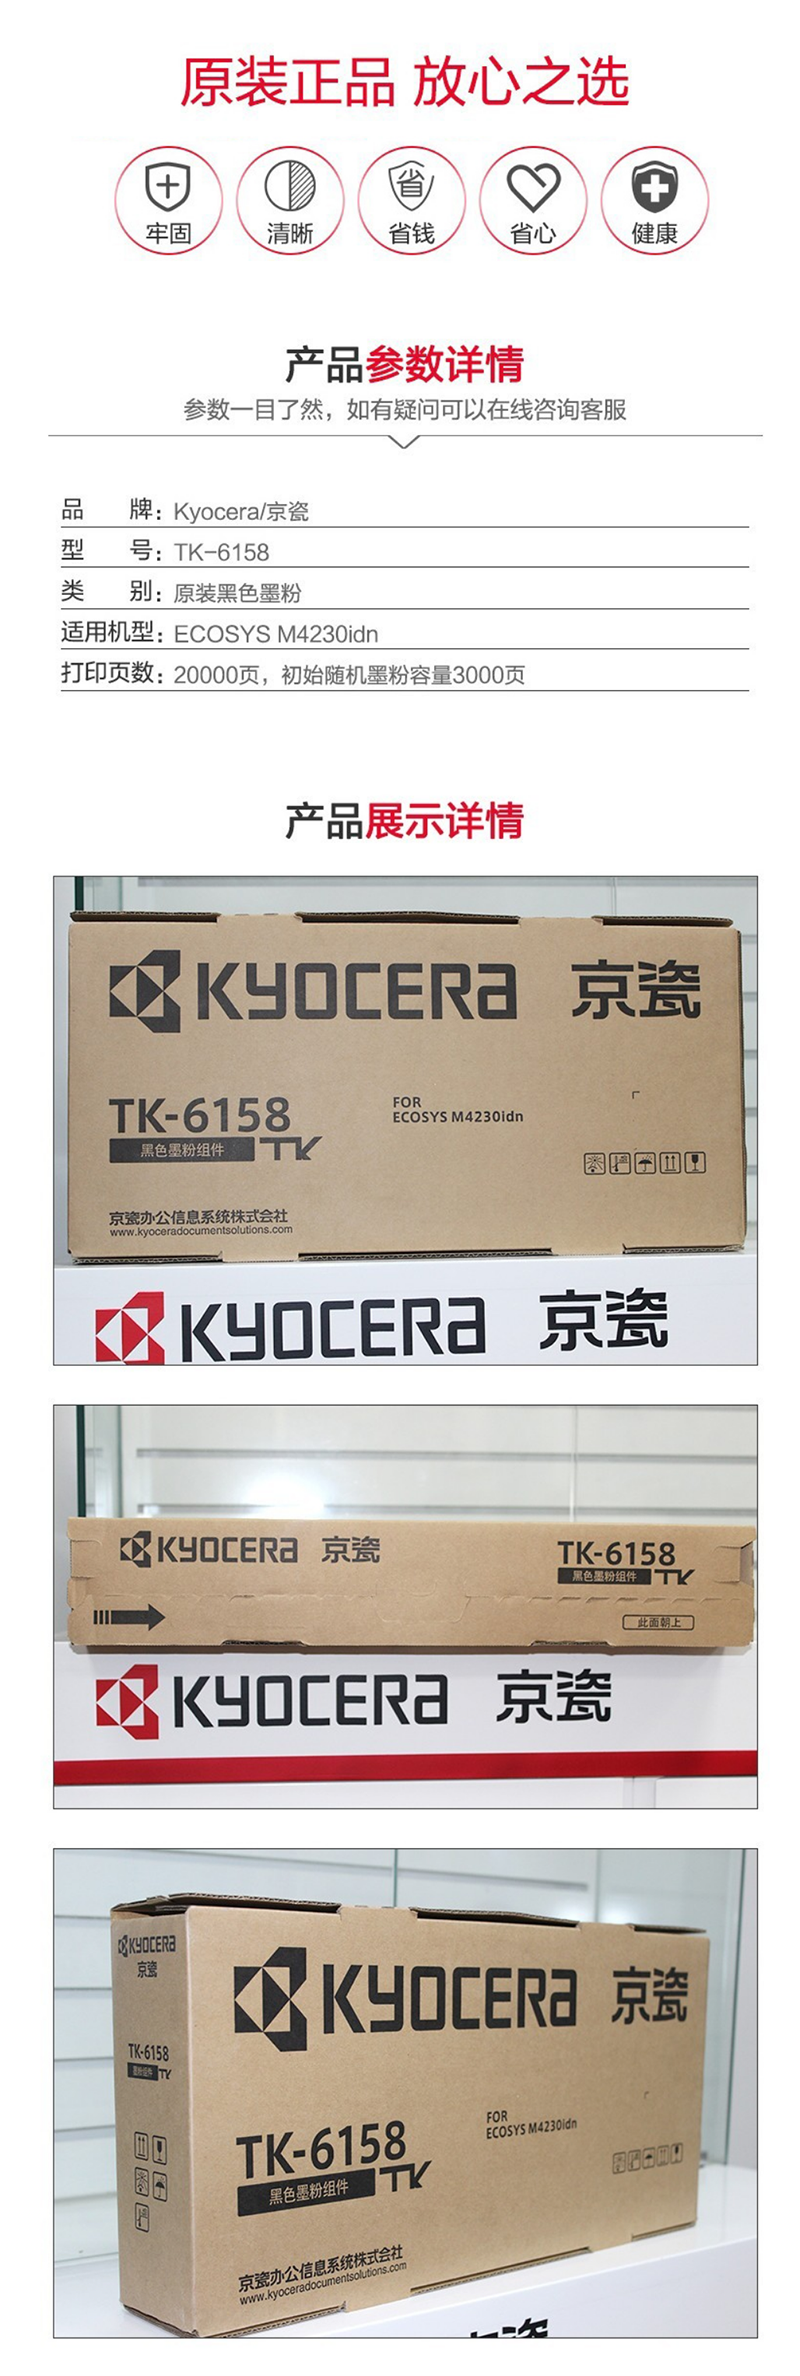 原装正品 放心之选
牢固
清晰
省
省钱
省心
健康
产品参数详情
参数一目了然，如有疑问可以在线咨询客服
品 牌：Kyocera/京瓷
型 号：TK-6158
类 别：原装黑色墨粉
适用机型：ECOSYS M4230idn
打印页数：20000页，初始随机墨粉容量3000页
产品展示详情
KYOCERA 京瓷
TK-6158
黑色墨粉组件 TK
FOR
ECOSYS M4230idn
京瓷办公信息系统株式会社
www.kyoceradocumentsolutions.com
KYOCERA 京瓷
KYOCERA 京瓷
TK-6158
黑色墨粉组件 TK
此面朝上
KYOCERA 京瓷
KYOCERA
京瓷
TK-6158
墨粉组件 TK
KYOCERA 京瓷
TK-6158
黑色墨粉组件 TK
FOR
ECOSYS M4230idn
京瓷办公信息系统株式会社
www.kyoceradocumentsolutions.com